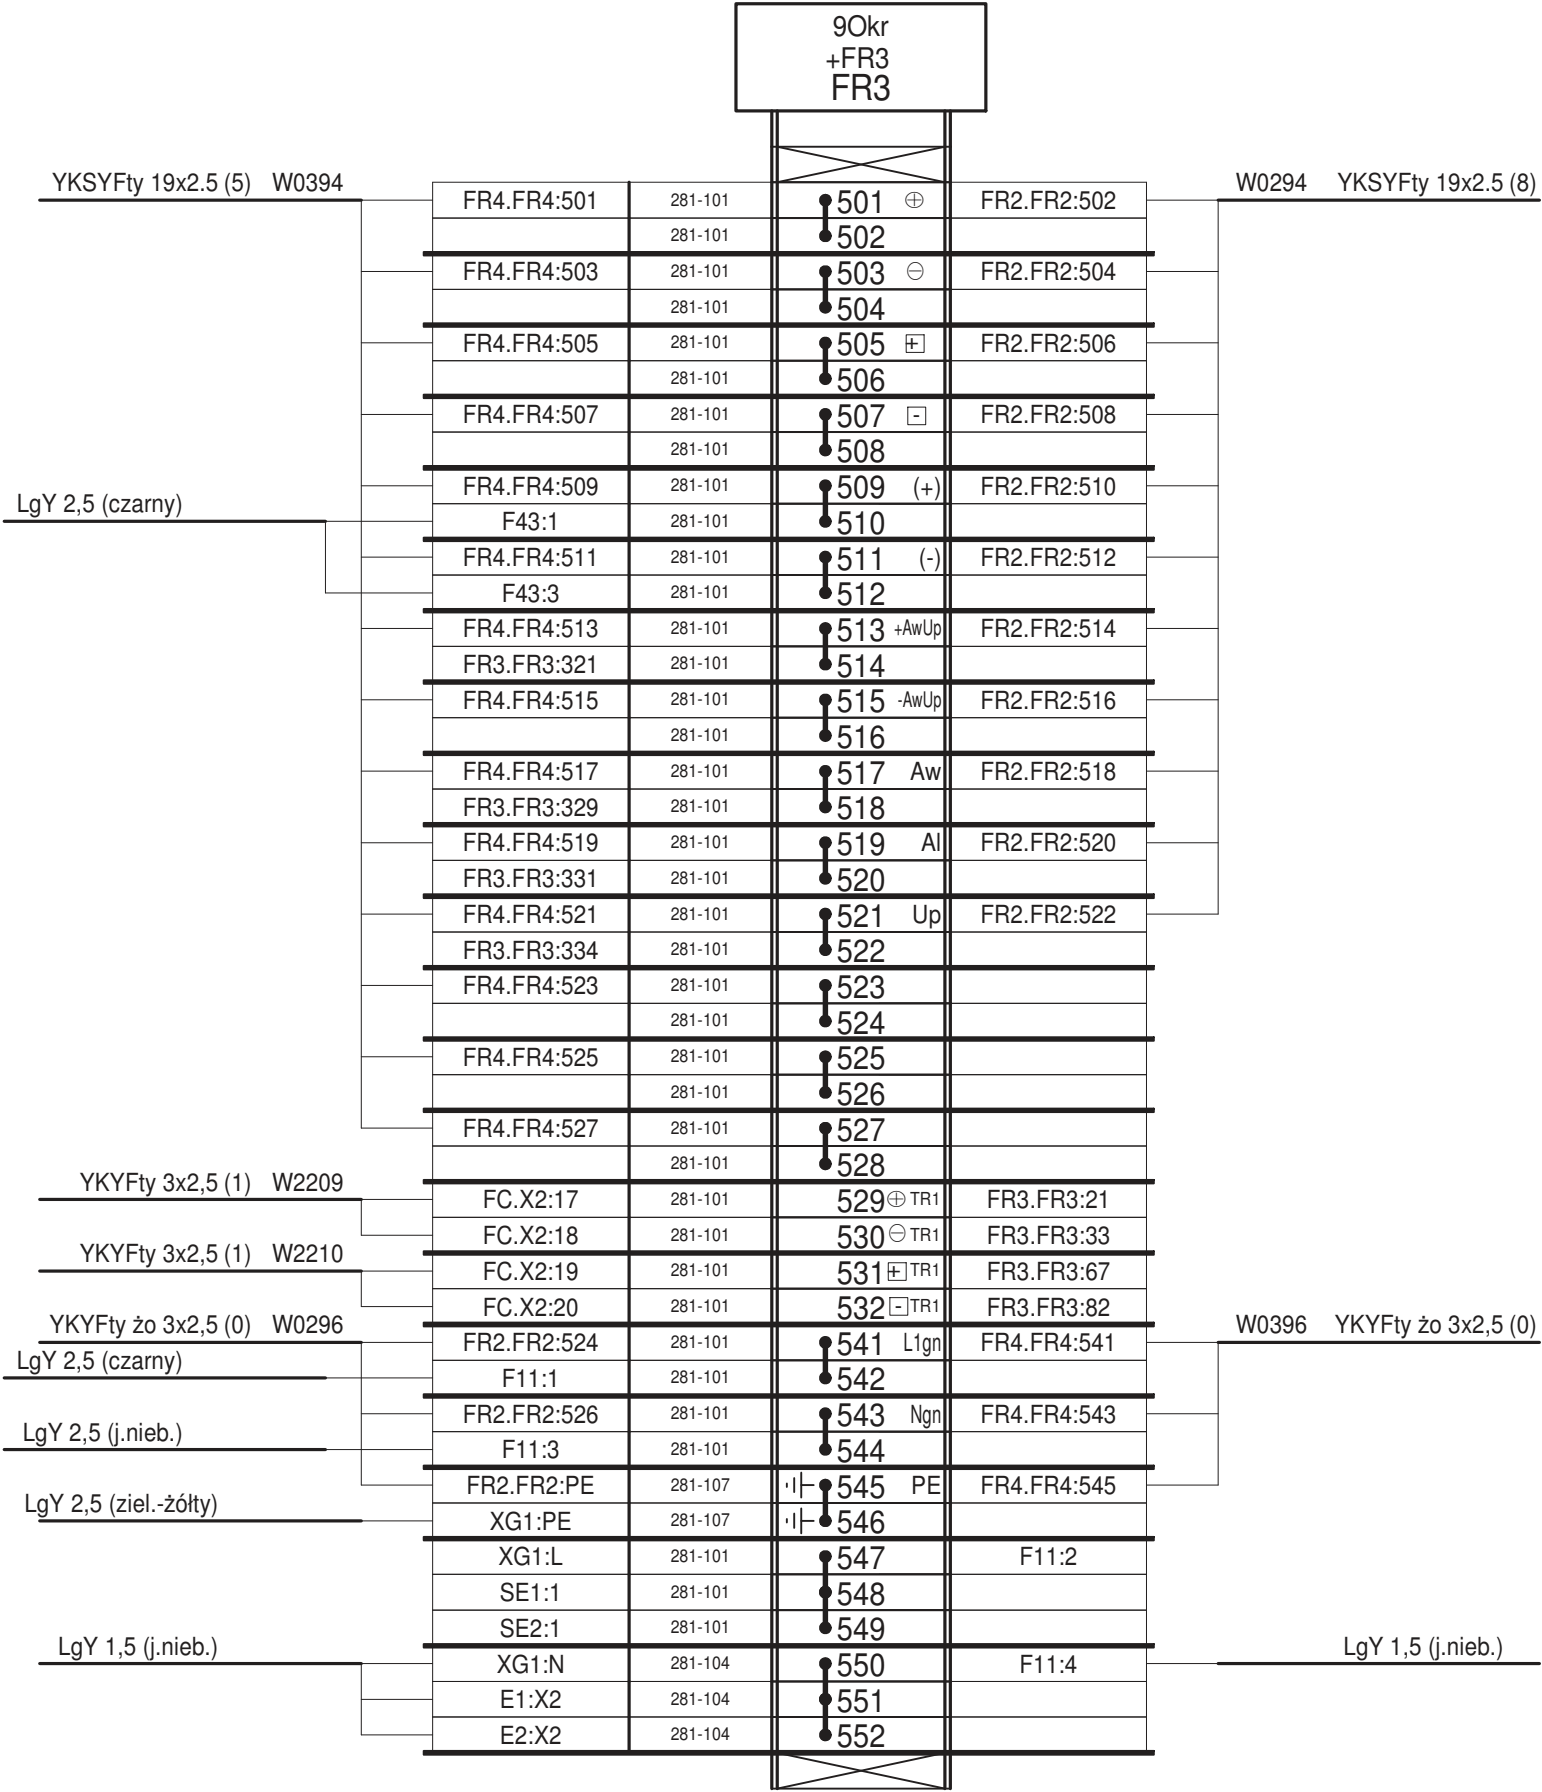 9Okr
+FR3
FR3
YKSYFty 19x2.5 (5) W0394
W0294 YKSYFty 19x2.5 (8)
FR4.FR4:501 281-101 501 ⊕ FR2.FR2:502
281-101 502
FR4.FR4:503 281-101 503 ⊖ FR2.FR2:504
281-101 504
FR4.FR4:505 281-101 505 + FR2.FR2:506
281-101 506
FR4.FR4:507 281-101 507 - FR2.FR2:508
281-101 508
FR4.FR4:509 281-101 509 (+) FR2.FR2:510
LgY 2,5 (czarny)
F43:1 281-101 510
FR4.FR4:511 281-101 511 (-) FR2.FR2:512
F43:3 281-101 512
FR4.FR4:513 281-101 513 +AwUp FR2.FR2:514
FR3.FR3:321 281-101 514
FR4.FR4:515 281-101 515 -AwUp FR2.FR2:516
281-101 516
FR4.FR4:517 281-101 517 Aw FR2.FR2:518
FR3.FR3:329 281-101 518
FR4.FR4:519 281-101 519 Al FR2.FR2:520
FR3.FR3:331 281-101 520
FR4.FR4:521 281-101 521 Up FR2.FR2:522
FR3.FR3:334 281-101 522
FR4.FR4:523 281-101 523
281-101 524
FR4.FR4:525 281-101 525
281-101 526
FR4.FR4:527 281-101 527
281-101 528
YKYFty 3x2,5 (1) W2209
FC.X2:17 281-101 529 ⊕ TR1 FR3.FR3:21
FC.X2:18 281-101 530 ⊖ TR1 FR3.FR3:33
YKYFty 3x2,5 (1) W2210
FC.X2:19 281-101 531 + TR1 FR3.FR3:67
FC.X2:20 281-101 532 - TR1 FR3.FR3:82
YKYFty żo 3x2,5 (0) W0296
W0396 YKYFty żo 3x2,5 (0)
FR2.FR2:524 281-101 541 L1gn FR4.FR4:541
LgY 2,5 (czarny)
F11:1 281-101 542
FR2.FR2:526 281-101 543 Ngn FR4.FR4:543
LgY 2,5 (j.nieb.)
F11:3 281-101 544
FR2.FR2:PE 281-107 545 PE FR4.FR4:545
LgY 2,5 (ziel.-żółty)
XG1:PE 281-107 546
XG1:L 281-101 547 F11:2
SE1:1 281-101 548
SE2:1 281-101 549
LgY 1,5 (j.nieb.)
LgY 1,5 (j.nieb.)
XG1:N 281-104 550 F11:4
E1:X2 281-104 551
E2:X2 281-104 552